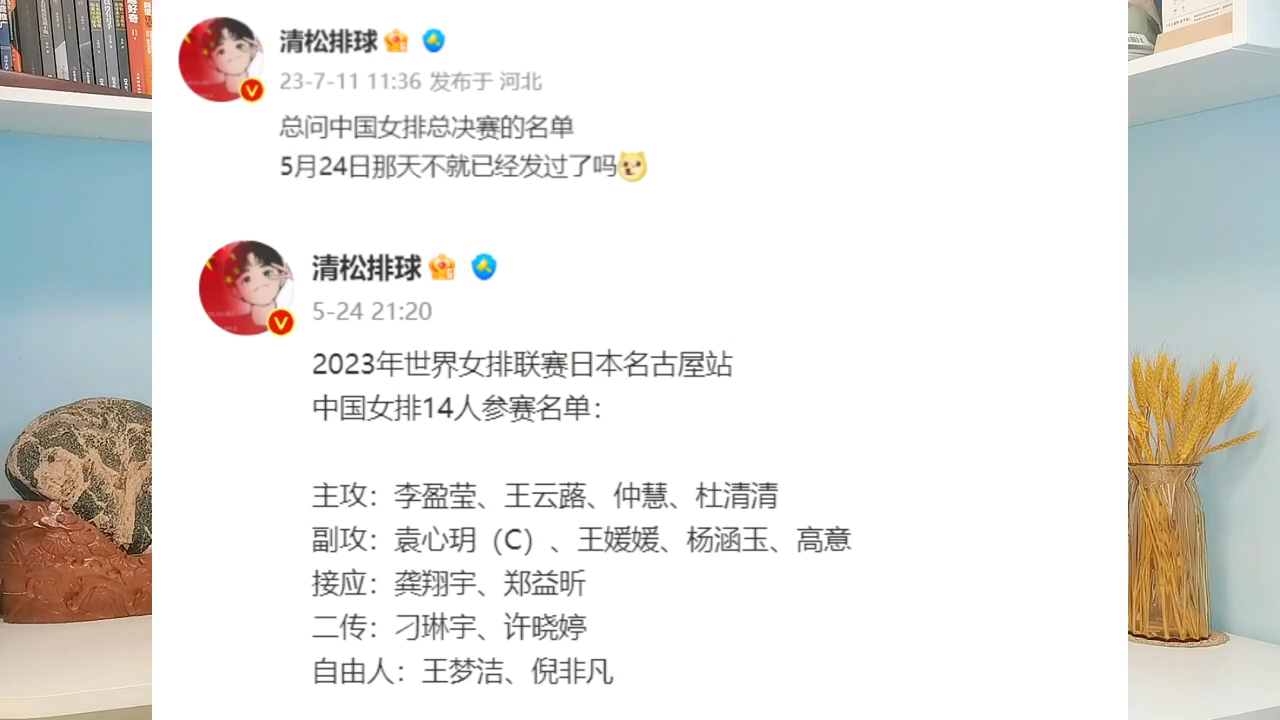 清松排球
23-7-11 11:36 发布于 河北
总问中国女排总决赛的名单
5月24日那天不就已经发过了吗
清松排球
5-24 21:20
2023年世界女排联赛日本名古屋站
中国女排14人参赛名单：
主攻：李盈莹、王云蕗、仲慧、杜清清
副攻：袁心玥（C）、王媛媛、杨涵玉、高意
接应：龚翔宇、郑益昕
二传：刁琳宇、许晓婷
自由人：王梦洁、倪非凡